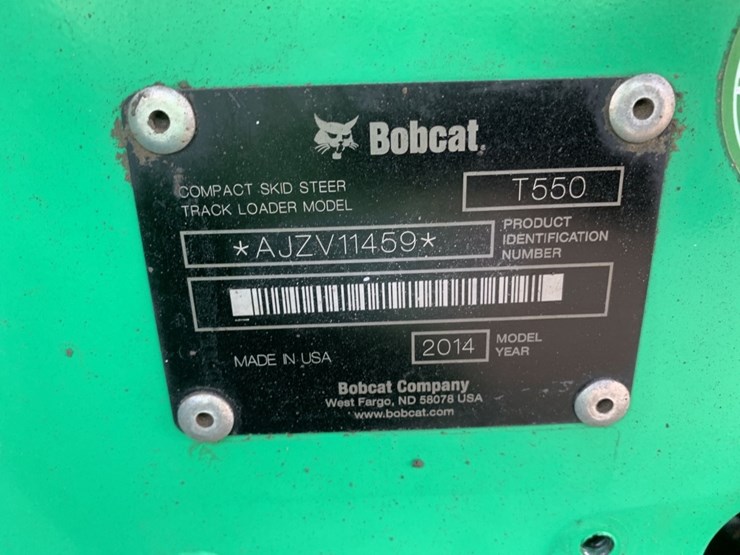 Bobcat.
COMPACT SKID STEER
TRACK LOADER MODEL
T550
*AJZV11459*
PRODUCT
IDENTIFICATION
NUMBER
MADE IN USA
2014
MODEL
YEAR
Bobcat Company
West Fargo, ND 58078 USA
www.bobcat.com